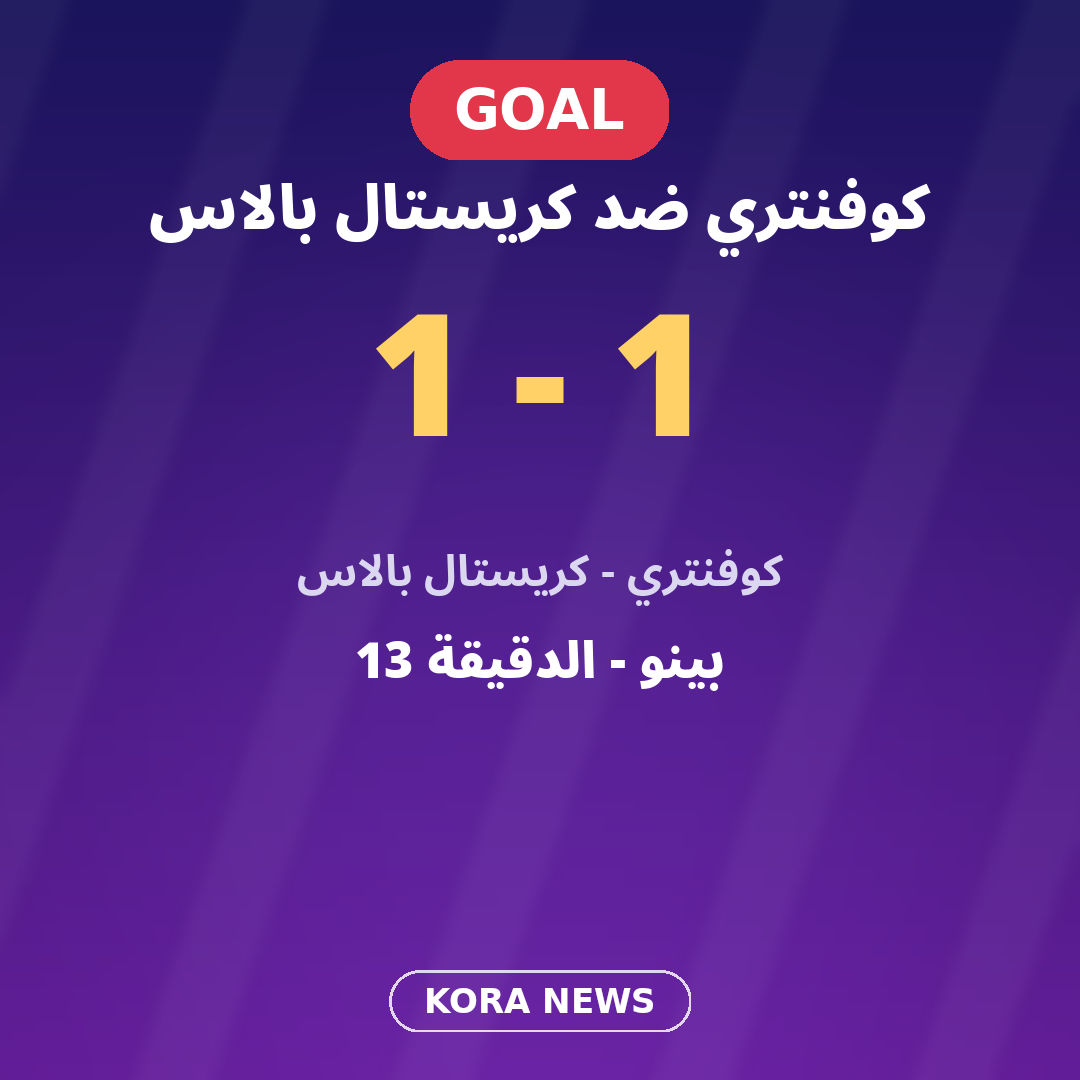 GOAL
كوفنتري ضد كريستال بالاس
1 - 1
كوفنتري - كريستال بالاس
بينو - الدقيقة 13
KORA NEWS